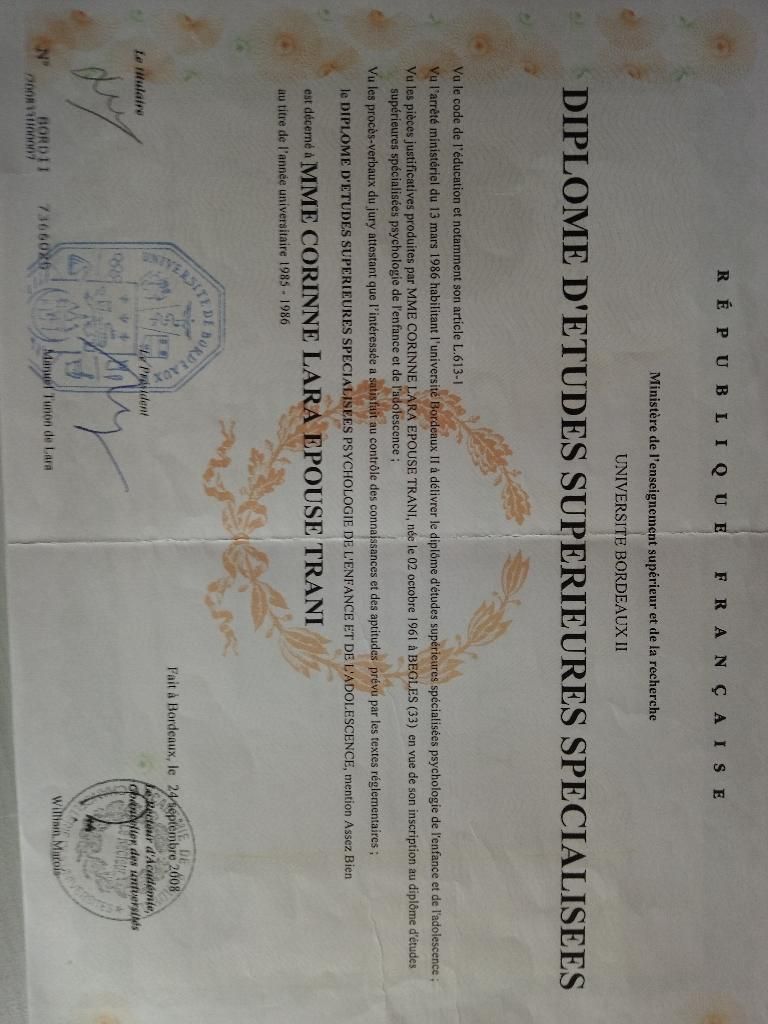 RÉPUBLIQUE FRANÇAISE
Ministère de l'enseignement supérieur et de la recherche
UNIVERSITE BORDEAUX II
DIPLOME D'ETUDES SUPERIEURES SPECIALISEES
Vu le code de l'éducation et notamment son article L.613-1
Vu l'arrêté ministériel du 13 mars 1986 habilitant l'université Bordeaux II à délivrer le diplôme d'études supérieures spécialisées psychologie de l'enfance et de l'adolescence ;
Vu les pièces justificatives produites par MME CORINNE LARA EPOUSE TRANI, née le 02 octobre 1961 à BEGLES (33) en vue de son inscription au diplôme d'études
supérieures spécialisées psychologie de l'enfance et de l'adolescence ;
Vu les procès-verbaux du jury attestant que l'intéressée a satisfait au contrôle des connaissances et des aptitudes prévu par les textes réglementaires ;
le DIPLOME D'ETUDES SUPERIEURES SPECIALISEES PSYCHOLOGIE DE L'ENFANCE ET DE L'ADOLESCENCE, mention Assez Bien
est décerné à MME CORINNE LARA EPOUSE TRANI
au titre de l'année universitaire 1985 - 1986
Fait à Bordeaux, le 24 septembre 2008
Le titulaire
Le Président
Le Recteur d'Académie,
Chancelier des universités
UNIVERSITE DE BORDEAUX
Manuel Tunon de Lara
William Marois
N° BORDII 7366026